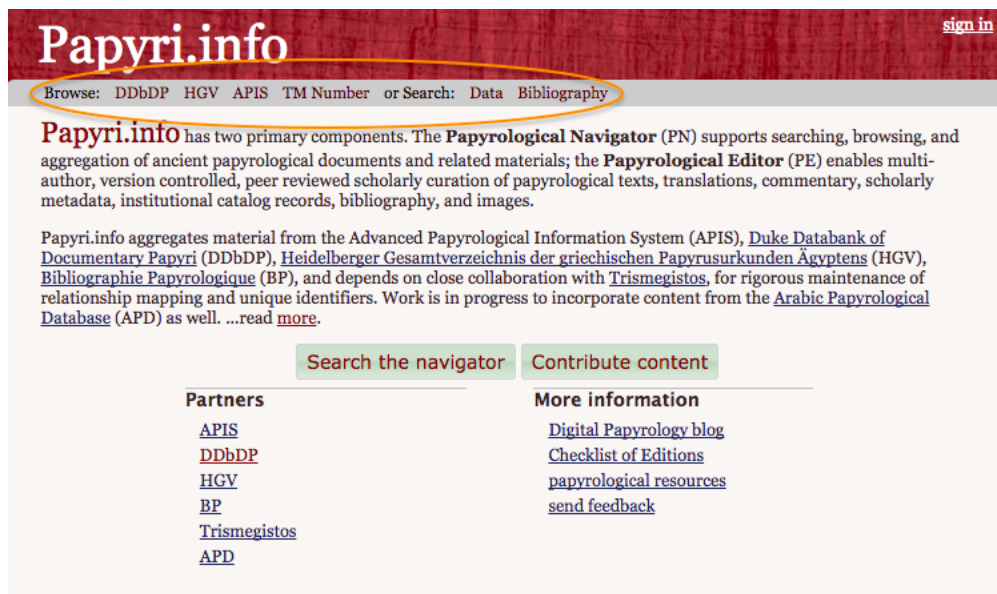 Papyri.info
sign in
Browse: DDbDP HGV APIS TM Number or Search: Data Bibliography
Papyri.info has two primary components. The Papyrological Navigator (PN) supports searching, browsing, and
aggregation of ancient papyrological documents and related materials; the Papyrological Editor (PE) enables multi-
author, version controlled, peer reviewed scholarly curation of papyrological texts, translations, commentary, scholarly
metadata, institutional catalog records, bibliography, and images.
Papyri.info aggregates material from the Advanced Papyrological Information System (APIS), Duke Databank of
Documentary Papyri (DDbDP), Heidelberger Gesamtverzeichnis der griechischen Papyrusurkunden Ägyptens (HGV),
Bibliographie Papyrologique (BP), and depends on close collaboration with Trismegistos, for rigorous maintenance of
relationship mapping and unique identifiers. Work is in progress to incorporate content from the Arabic Papyrological
Database (APD) as well. ...read more.
Search the navigator
Contribute content
Partners
APIS
DDbDP
HGV
BP
Trismegistos
APD
More information
Digital Papyrology blog
Checklist of Editions
papyrological resources
send feedback